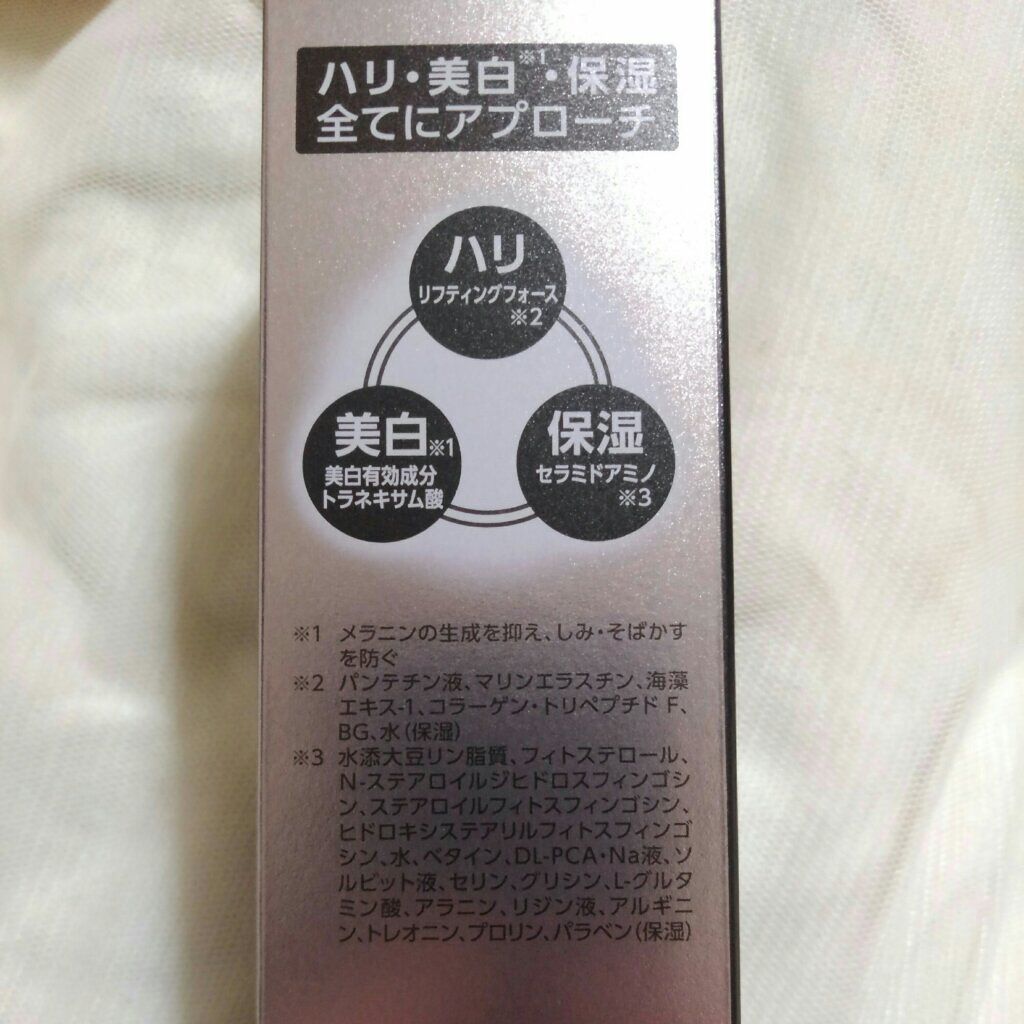 ハリ・美白※1・保湿
全てにアプローチ
ハリ
リフティングフォース
※2
美白※1
美白有効成分
トラネキサム酸
保湿
セラミドアミノ
※3
※1 メラニンの生成を抑え、しみ・そばかす
を防ぐ
※2 パンテチン液、マリンエラスチン、海藻
エキス-1、コラーゲン・トリペプチド F、
BG、水(保湿)
※3 水添大豆リン脂質、フィトステロール、
N-ステアロイルジヒドロスフィンゴシ
ン、ステアロイルフィトスフィンゴシン、
ヒドロキシステアリルフィトスフィンゴ
シン、水、ベタイン、DL-PCA・Na液、ソ
ルビット液、セリン、グリシン、L-グルタ
ミン酸、アラニン、リジン液、アルギニ
ン、トレオニン、プロリン、パラベン(保湿)